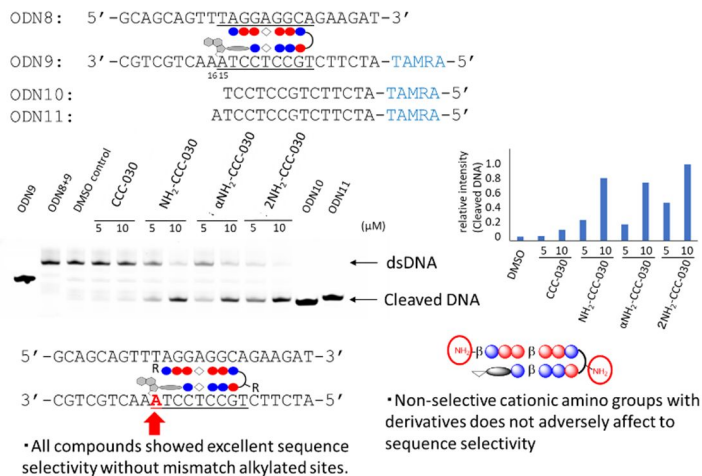 ODN8: 5’-GCAGCAGTTTAGGAGGCAGAAGAT-3’
ODN9: 3’-CGTCGTCAAATCCTCCGTCTTCTA-TAMRA-5’
16 15
ODN10: TCCTCCGTCTTCTA-TAMRA-5’
ODN11: ATCCTCCGTCTTCTA-TAMRA-5’
ODN9
ODN8+9
DMSO control
CCC-030
NH2-CCC-030
αNH2-CCC-030
2NH2-CCC-030
ODN10
ODN11
5 10 5 10 5 10 5 10 (μM)
dsDNA
Cleaved DNA
relative intensity
(Cleaved DNA)
1.0
0.8
0.6
0.4
0.2
0
5 10 5 10 5 10 5 10
DMSO
CCC-030
NH2-CCC-030
αNH2-CCC-030
2NH2-CCC-030
5’-GCAGCAGTTTAGGAGGCAGAAGAT-3’
R
R
3’-CGTCGTCAAATCCTCCGTCTTCTA-5’
・All compounds showed excellent sequence
selectivity without mismatch alkylated sites.
NH2 β β
β NH2
・Non-selective cationic amino groups with
derivatives does not adversely affect to
sequence selectivity